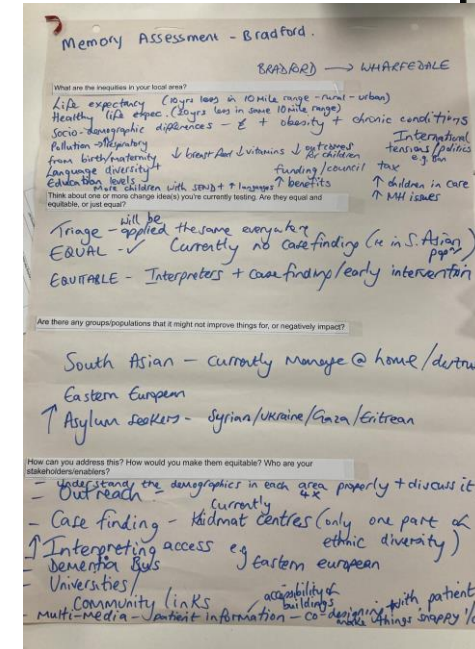 Memory Assessment - Bradford.
BRADFORD → WHARFEDALE
What are the inequities in your local area?
Life expectancy (10yrs less in 10 mile range - rural - urban)
Healthy life expec. (20yrs less in same 10 mile range)
Socio-demographic differences - £ + obesity + chronic conditions
Pollution → respiratory
International
tensions/politics
from birth/maternity ↓ breast feed ↓ vitamins ↓ outcomes
for children
Language diversity ↑
funding/council tax
Education levels ↓
↑ benefits
↑ children in care
More children with SEND + ↑ languages
↑ MH issues
Think about one or more change idea(s) you're currently testing. Are they equal and
equitable, or just equal?
Triage - will be applied the same everywhere
EQUAL - ✓ Currently no case finding (ie in S. Asian
EQUITABLE - Interpreters + case finding/early intervention
Are there any groups/populations that it might not improve things for, or negatively impact?
South Asian - currently manage @ home/
Eastern European
↑ Asylum seekers - Syrian/Ukraine/Gaza/Eritrean
How can you address this? How would you make them equitable? Who are your
stakeholders/enablers?
- Understand the demographics in each area properly + discuss it
- Outreach
- Case finding - currently 4x Kidmat centres (only one part of
ethnic diversity)
↑ Interpreting access eg Eastern european
- Dementia Bus
- Universities/
Community links
accessibility of
buildings
- Multi-media - patient information - co-designing with patient
make things snappy